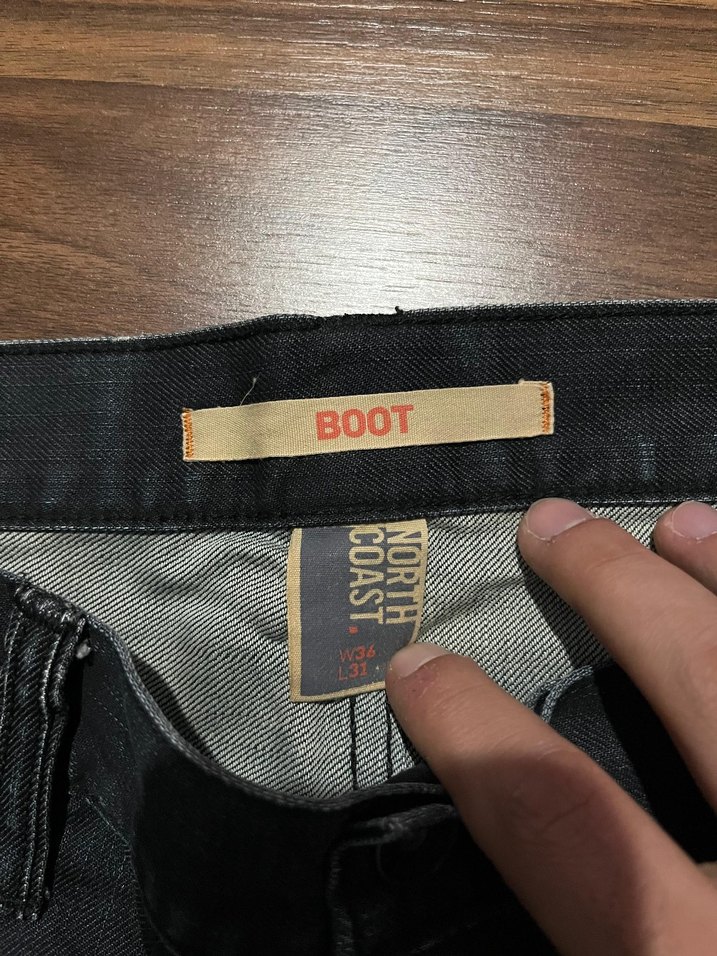 BOOT
NORTH
COAST.
W36
L31